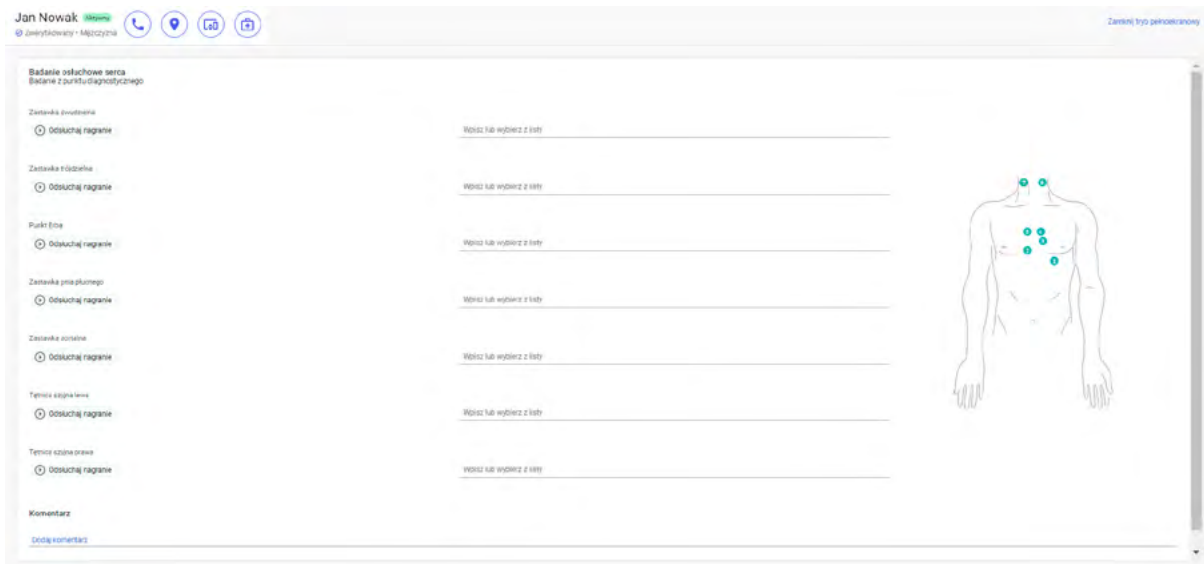 Jan Nowak Aktywny
Zweryfikowany • Mężczyzna
Zamknij tryb pełnoekranowy
Badanie osłuchowe serca
Badanie z punktu diagnostycznego
Zastawka dwudzielna
Odsłuchaj nagranie
Wpisz lub wybierz z listy
Zastawka trójdzielna
Odsłuchaj nagranie
Wpisz lub wybierz z listy
Punkt Erba
Odsłuchaj nagranie
Wpisz lub wybierz z listy
Zastawka pnia płucnego
Odsłuchaj nagranie
Wpisz lub wybierz z listy
Zastawka aortalna
Odsłuchaj nagranie
Wpisz lub wybierz z listy
Tętnica szyjna lewa
Odsłuchaj nagranie
Wpisz lub wybierz z listy
Tętnica szyjna prawa
Odsłuchaj nagranie
Wpisz lub wybierz z listy
Komentarz
Dodaj komentarz